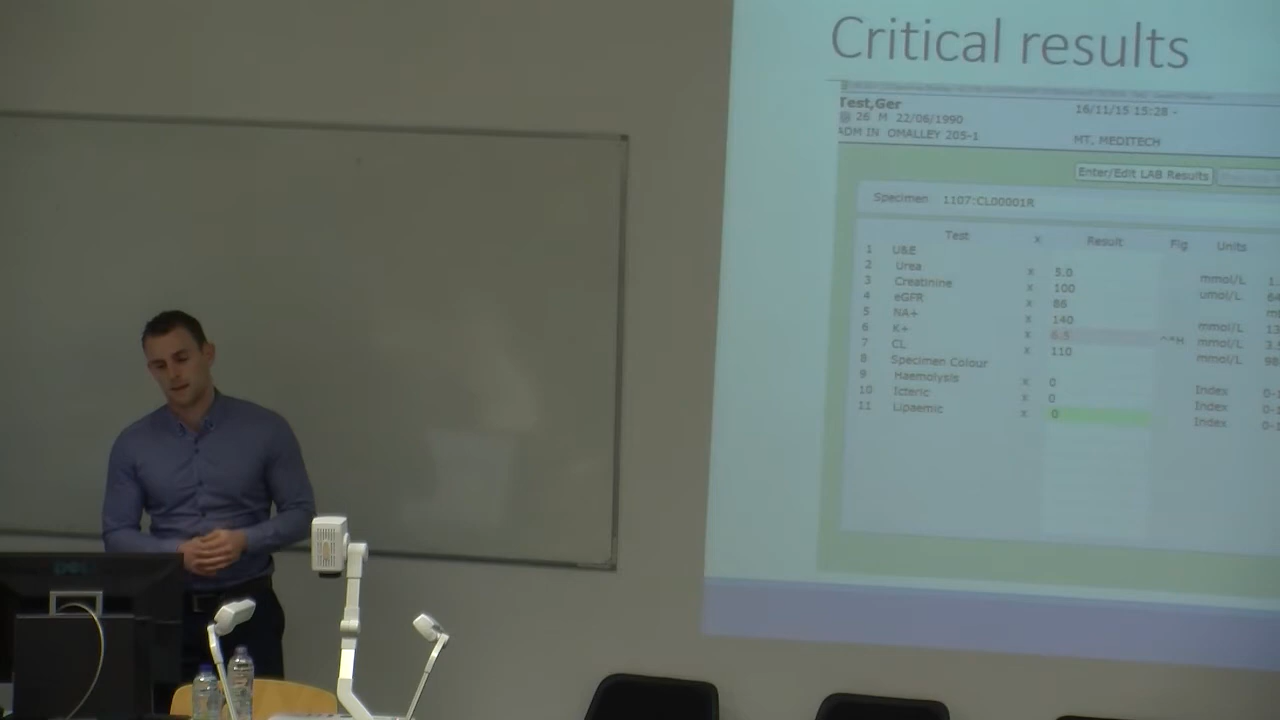 Critical results
Test,Ger
26 M 22/06/1990
ADM IN OMALLEY 205-1
16/11/15 15:28 -
MT, MEDITECH
Enter/Edit LAB Results
Specimen 1107:CL00001R
Test x Result Flg Units
1 U&E
2 Urea x 5.0 mmol/L
3 Creatinine x 100 umol/L
4 eGFR x 86
5 NA+ x 140 mmol/L
6 K+ x 6.5 ^^H mmol/L
7 CL x 110 mmol/L
8 Specimen Colour
9 Haemolysis x 0 Index
10 Icteric x 0 Index
11 Lipaemic x 0 Index
DELL